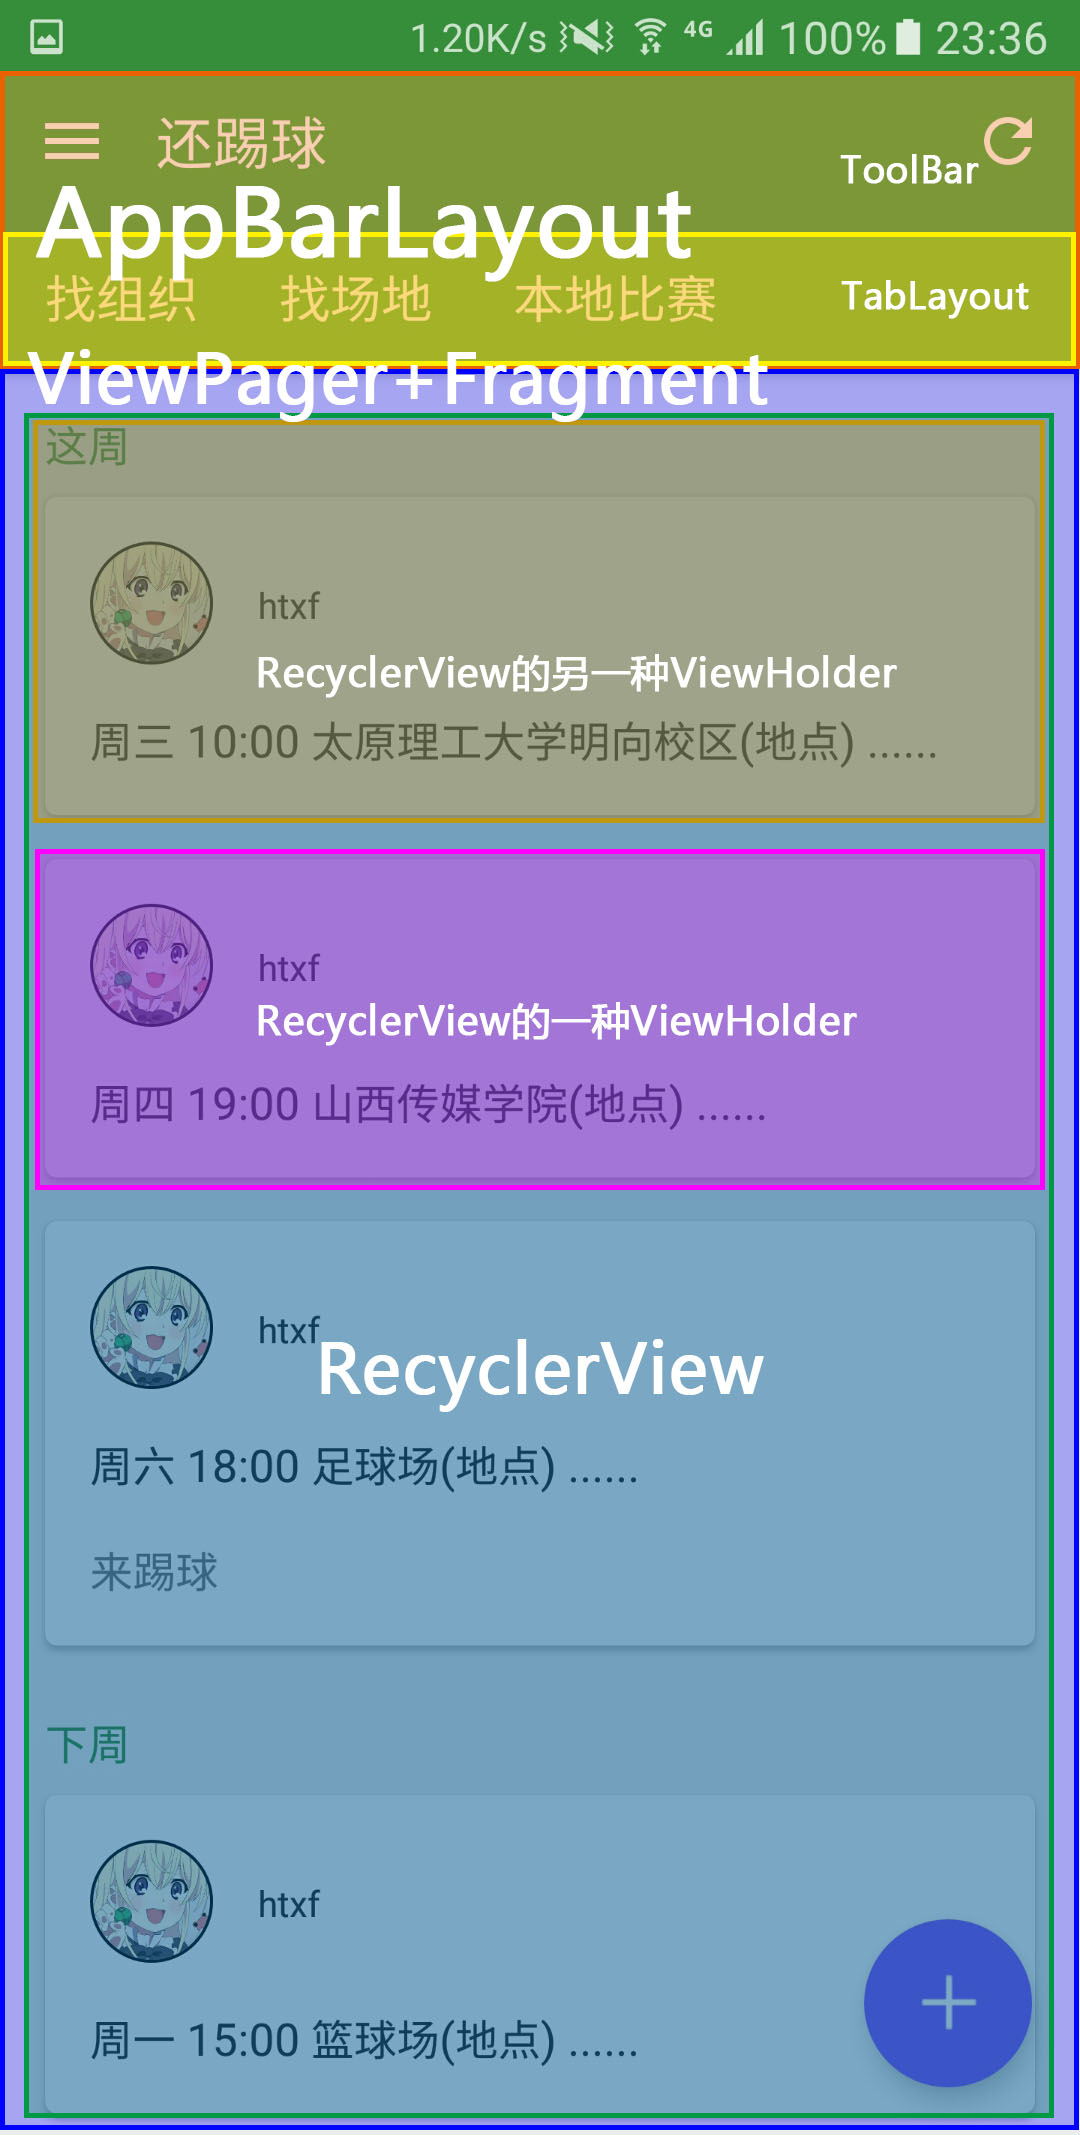 1.20K/s 4G 100% 23:36
还踢球
ToolBar
AppBarLayout
找组织 找场地 本地比赛 TabLayout
ViewPager+Fragment
这周
htxf
RecyclerView的另一种ViewHolder
周三 10:00 太原理工大学明向校区(地点) ......
htxf
RecyclerView的一种ViewHolder
周四 19:00 山西传媒学院(地点) ......
htxf
RecyclerView
周六 18:00 足球场(地点) ......
来踢球
下周
htxf
周一 15:00 篮球场(地点) ......